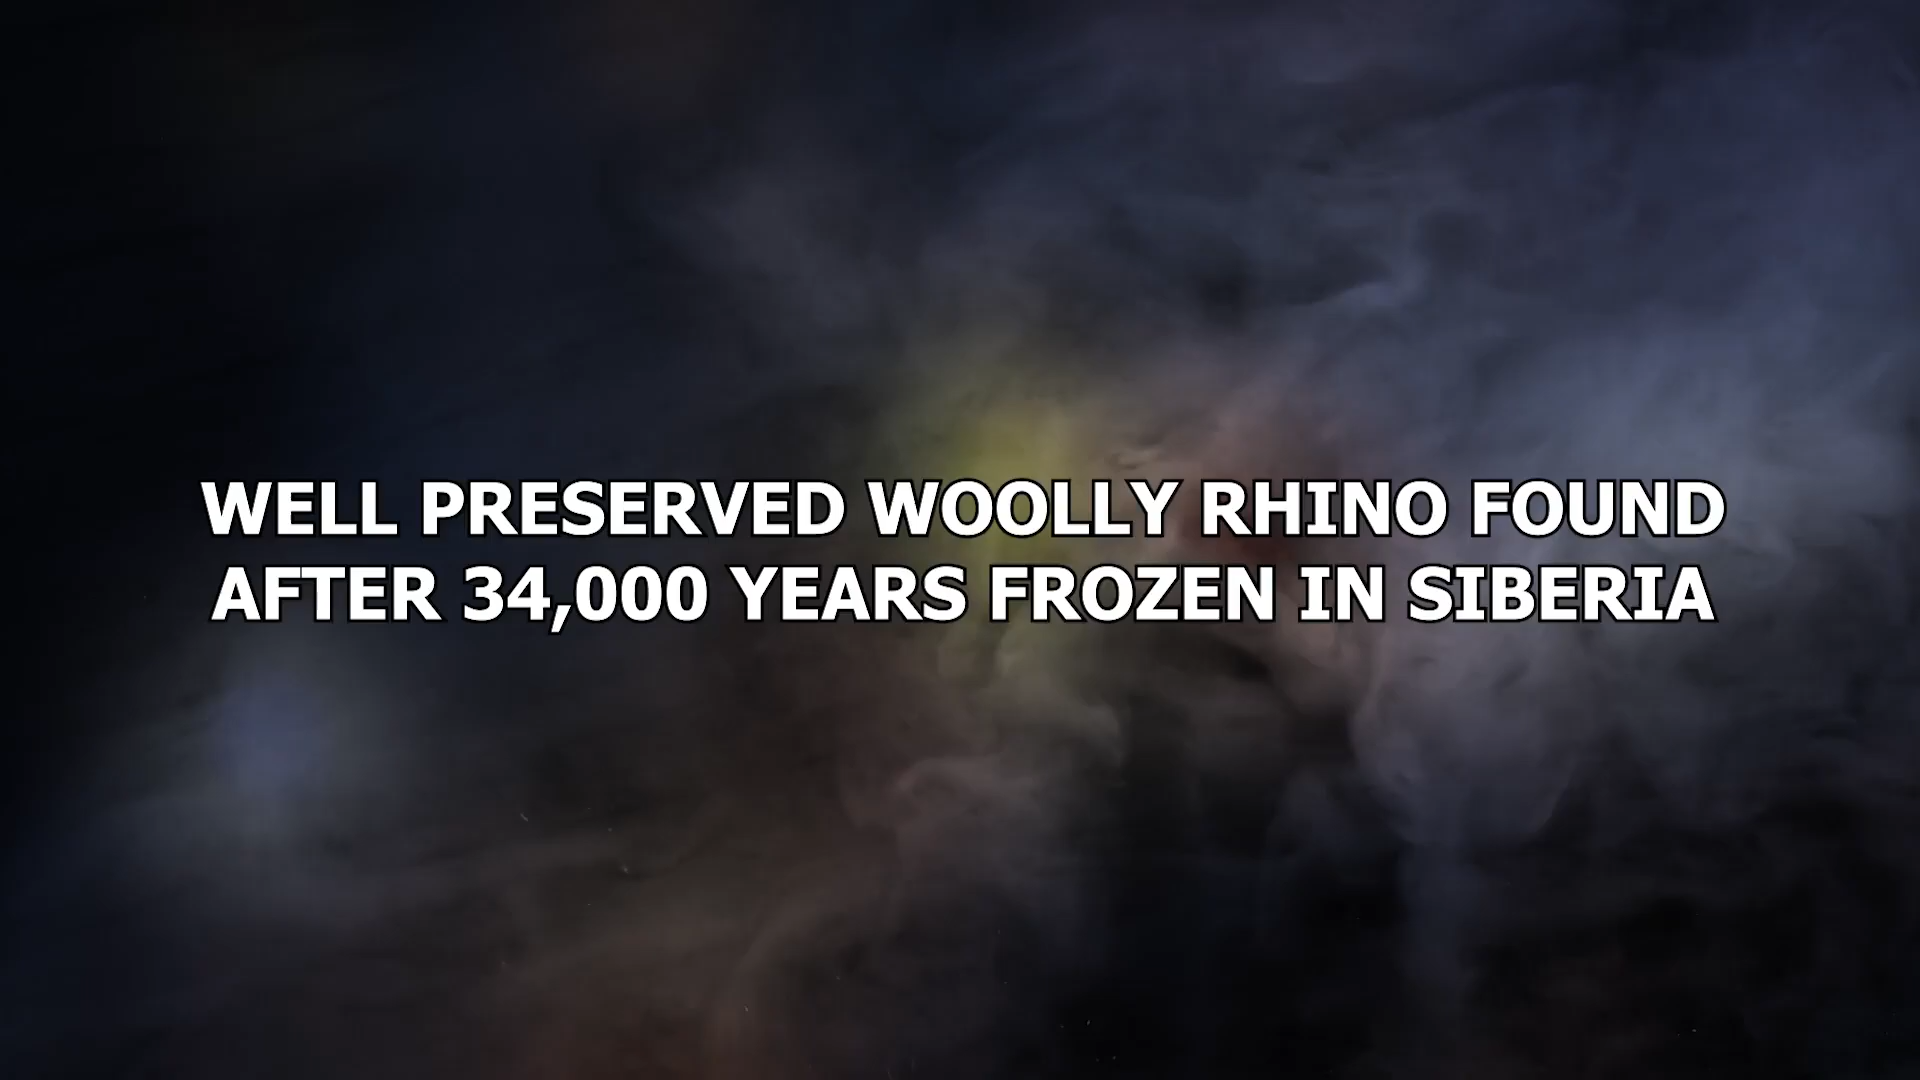 WELL PRESERVED WOOLLY RHINO FOUND
AFTER 34,000 YEARS FROZEN IN SIBERIA